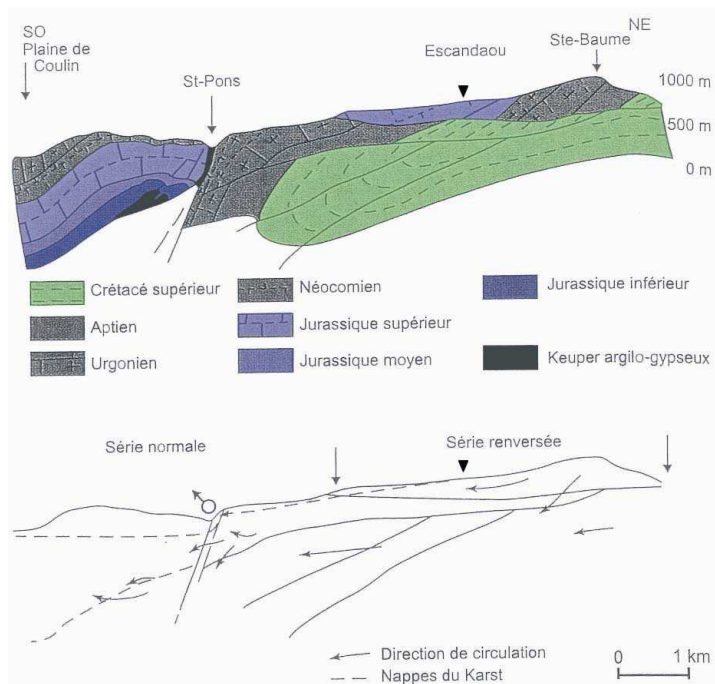 SO
Plaine de
Coulin
St-Pons
Escandaou
Ste-Baume
NE
1000 m
500 m
0 m
Crétacé supérieur
Néocomien
Jurassique inférieur
Aptien
Jurassique supérieur
Urgonien
Jurassique moyen
Keuper argilo-gypseux
Série normale
Série renversée
Direction de circulation
Nappes du Karst
0
1 km